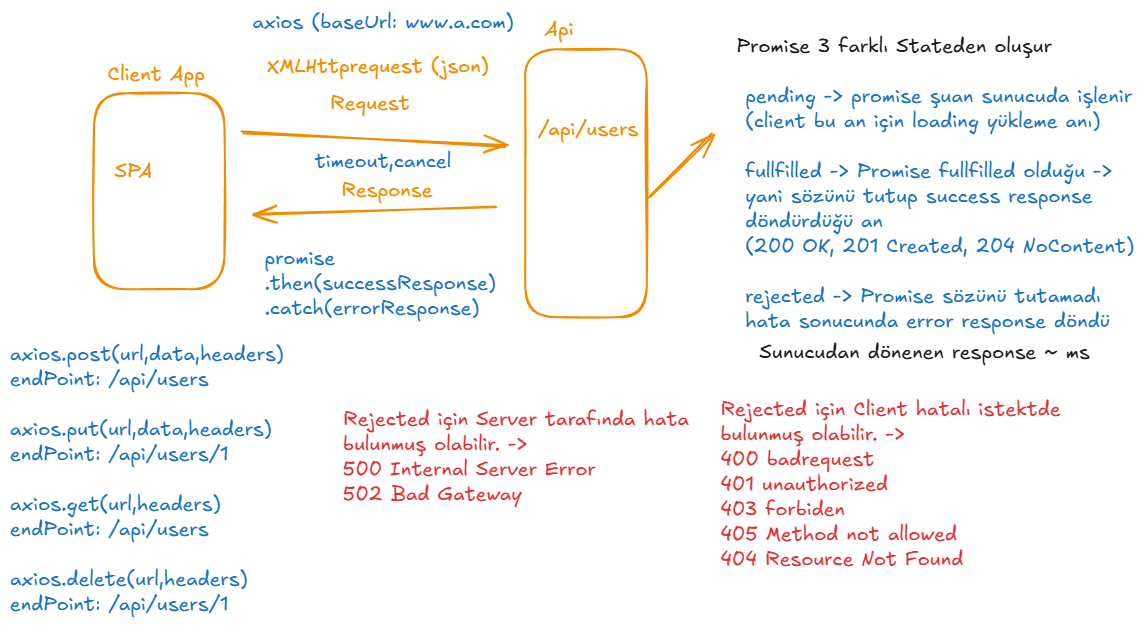 axios (baseUrl: www.a.com)
Api
Promise 3 farklı Stateden oluşur
Client App
XMLHttprequest (json)
Request
pending -> promise şuan sunucuda işlenir
(client bu an için loading yükleme anı)
/api/users
SPA
timeout,cancel
Response
fullfilled -> Promise fullfilled olduğu ->
yani sözünü tutup success response
döndürdüğü an
(200 OK, 201 Created, 204 NoContent)
promise
.then(successResponse)
.catch(errorResponse)
rejected -> Promise sözünü tutamadı
hata sonucunda error response döndü
Sunucudan dönenen response ~ ms
axios.post(url,data,headers)
endPoint: /api/users
axios.put(url,data,headers)
endPoint: /api/users/1
axios.get(url,headers)
endPoint: /api/users
axios.delete(url,headers)
endPoint: /api/users/1
Rejected için Server tarafında hata
bulunmuş olabilir. ->
500 Internal Server Error
502 Bad Gateway
Rejected için Client hatalı istektde
bulunmuş olabilir. ->
400 badrequest
401 unauthorized
403 forbiden
405 Method not allowed
404 Resource Not Found